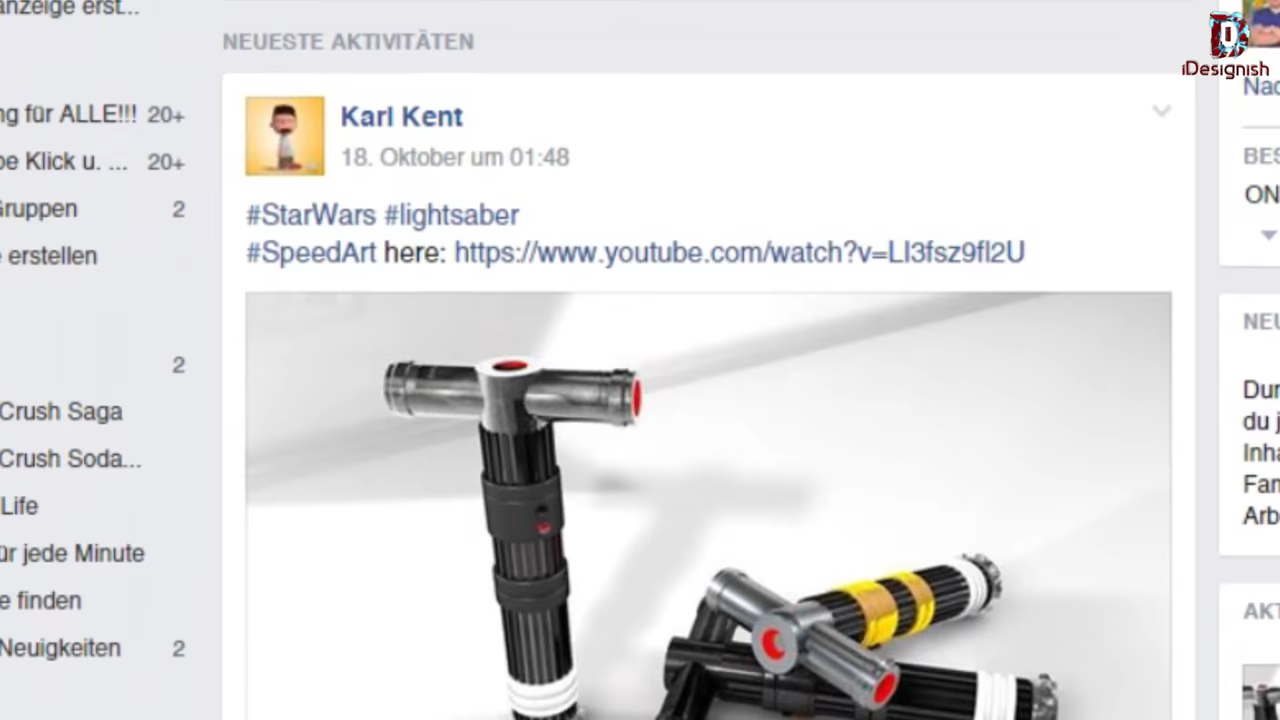 anzeige erst...
ng für ALLE!!! 20+
be Klick u. ... 20+
Gruppen 2
erstellen
2
Crush Saga
Crush Soda...
Life
ür jede Minute
e finden
Neuigkeiten 2
NEUESTE AKTIVITÄTEN
Karl Kent
18. Oktober um 01:48
#StarWars #lightsaber
#SpeedArt here: https://www.youtube.com/watch?v=LI3fsz9fl2U
iDesignish
Nac
BES
ON
NEU
Dur
du j
Inha
Fan
Arb
AKT